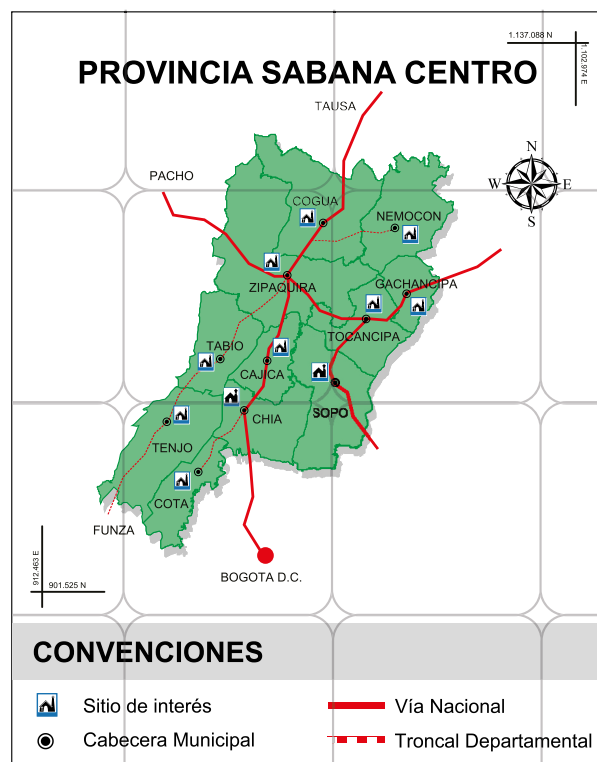 1.137.088 N
1.102.974 E
PROVINCIA SABANA CENTRO
TAUSA
N
PACHO
W
E
COGUA
NEMOCON
S
ZIPAQUIRA
GACHANCIPA
TOCANCIPA
TABIO
CAJICA
CHIA
SOPO
TENJO
COTA
FUNZA
912.463 E
901.525 N
BOGOTA D.C.
CONVENCIONES
Sitio de interés
Vía Nacional
Cabecera Municipal
Troncal Departamental